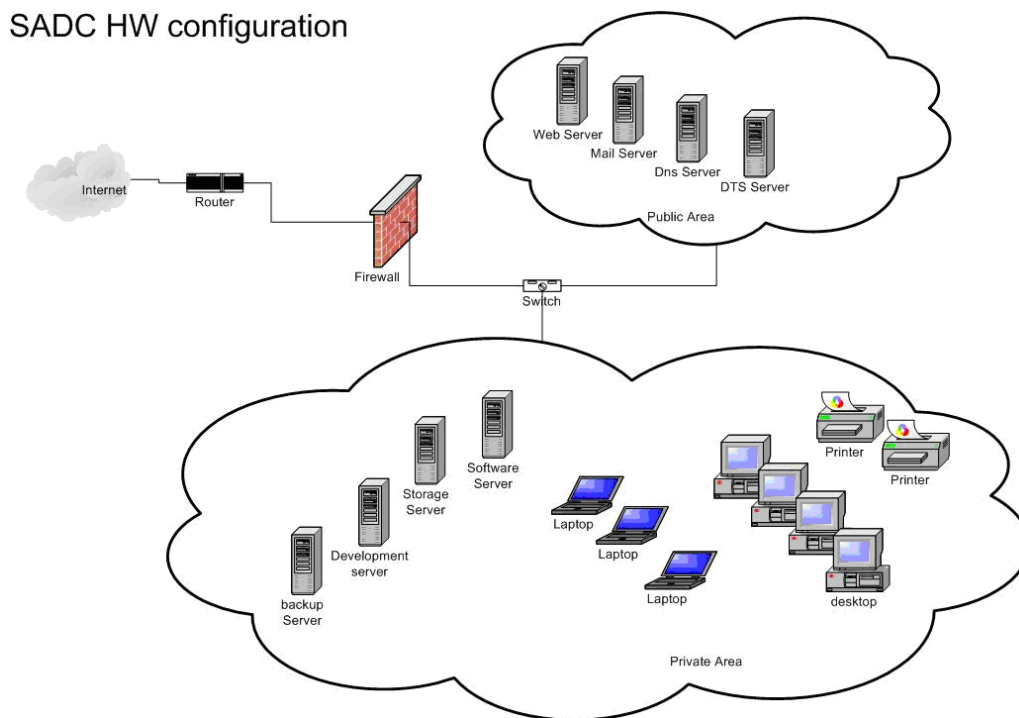 SADC HW configuration
Web Server
Mail Server
Dns Server
DTS Server
Public Area
Internet
Router
Firewall
Switch
Software
Server
Storage
Server
Development
server
backup
Server
Laptop
Laptop
Laptop
Printer
Printer
desktop
Private Area